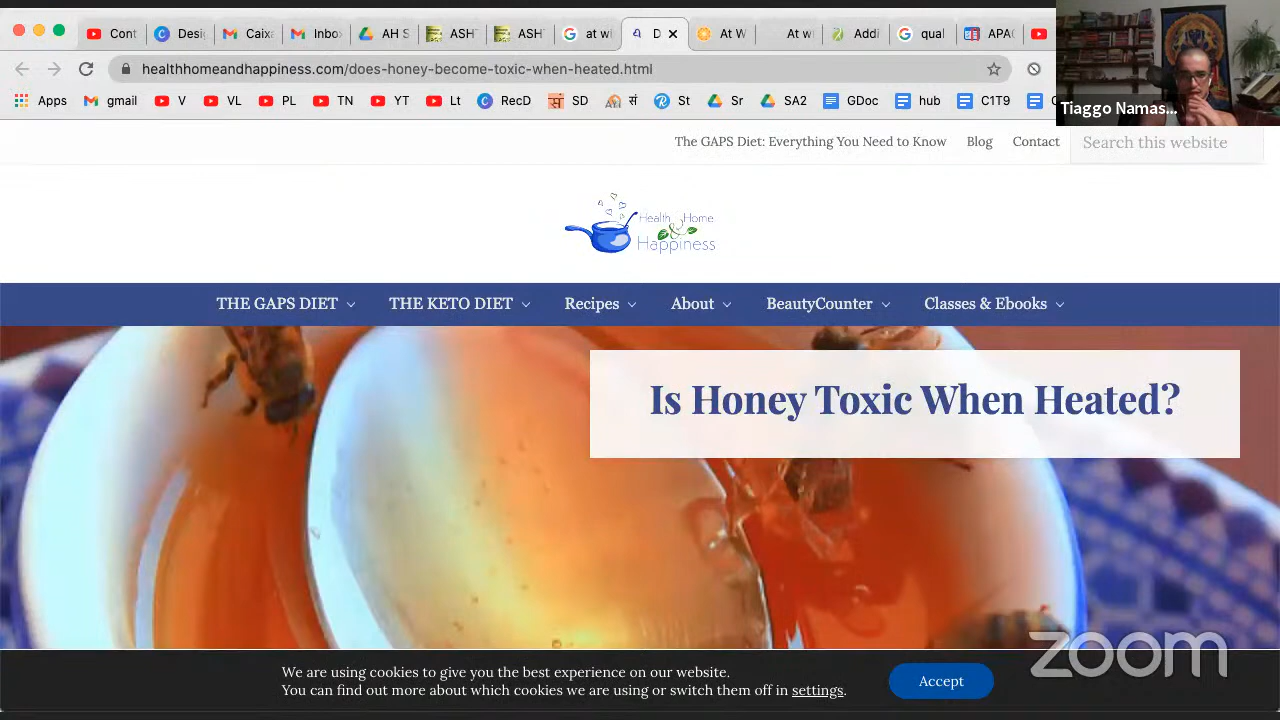 Cont
Desi
Caix
Inbo
AH S
ASH
ASH
at wi
D
At W
At wi
Addi
qual
APA
healthhomeandhappiness.com/does-honey-become-toxic-when-heated.html
Apps
gmail
V
VL
PL
TN
YT
Lt
RecD
SD
सं
St
Sr
SA2
GDoc
hub
C1T9
Tiaggo Namas...
The GAPS Diet: Everything You Need to Know
Blog
Contact
Search this website
Health & Home
Happiness
THE GAPS DIET
THE KETO DIET
Recipes
About
BeautyCounter
Classes & Ebooks
Is Honey Toxic When Heated?
We are using cookies to give you the best experience on our website.
You can find out more about which cookies we are using or switch them off in settings.
Accept
zoom